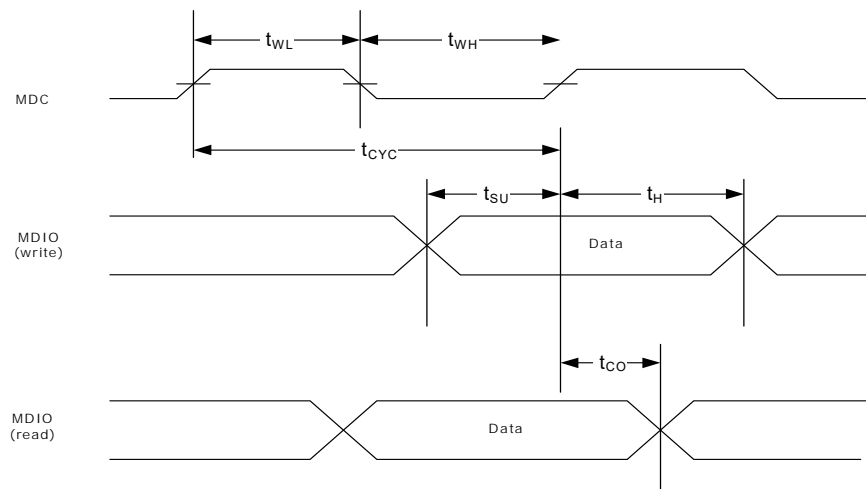 tWL
tWH
MDC
tCYC
tSU
tH
MDIO
(write)
Data
tCO
MDIO
(read)
Data